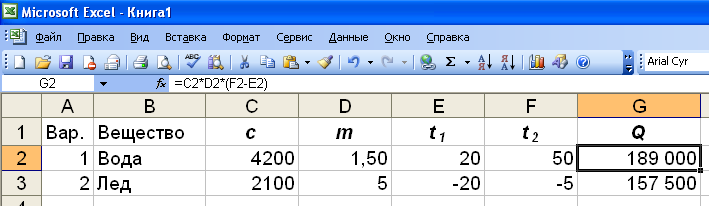 Microsoft Excel - Книга1
Файл Правка Вид Вставка Формат Сервис Данные Окно Справка
Arial Cyr
G2 fx =C2*D2*(F2-E2)
A B C D E F G
1 Вар. Вещество c m t1 t2 Q
2 1 Вода 4200 1,50 20 50 189 000
3 2 Лед 2100 5 -20 -5 157 500